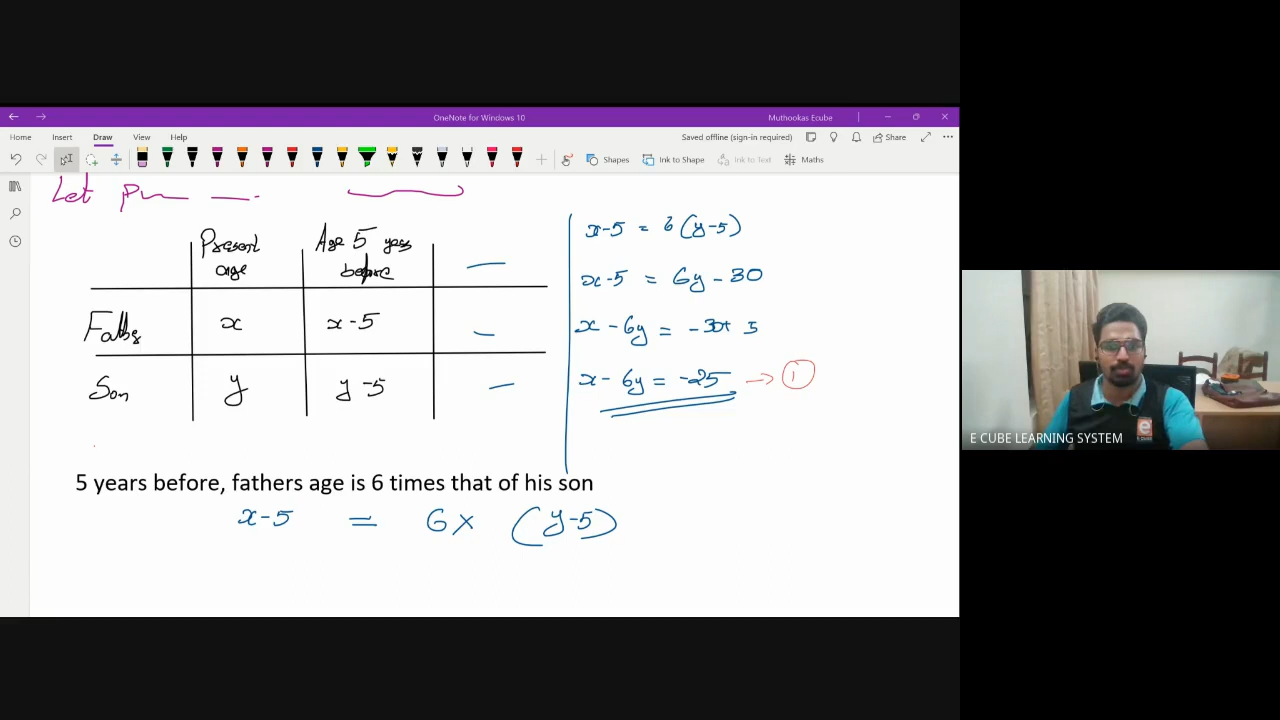 OneNote for Windows 10
Muthookas Ecube
Home Insert Draw View Help
Saved offline (sign-in required) Share
Shapes Ink to Shape Ink to Text Maths
Let
Present age Age 5 years before
Father x x-5
Son y y-5
x-5 = 6(y-5)
x-5 = 6y-30
x-6y = -30+5
x-6y = -25 → 1
5 years before, fathers age is 6 times that of his son
x-5 = 6× (y-5)
E CUBE LEARNING SYSTEM
e
E CUBE